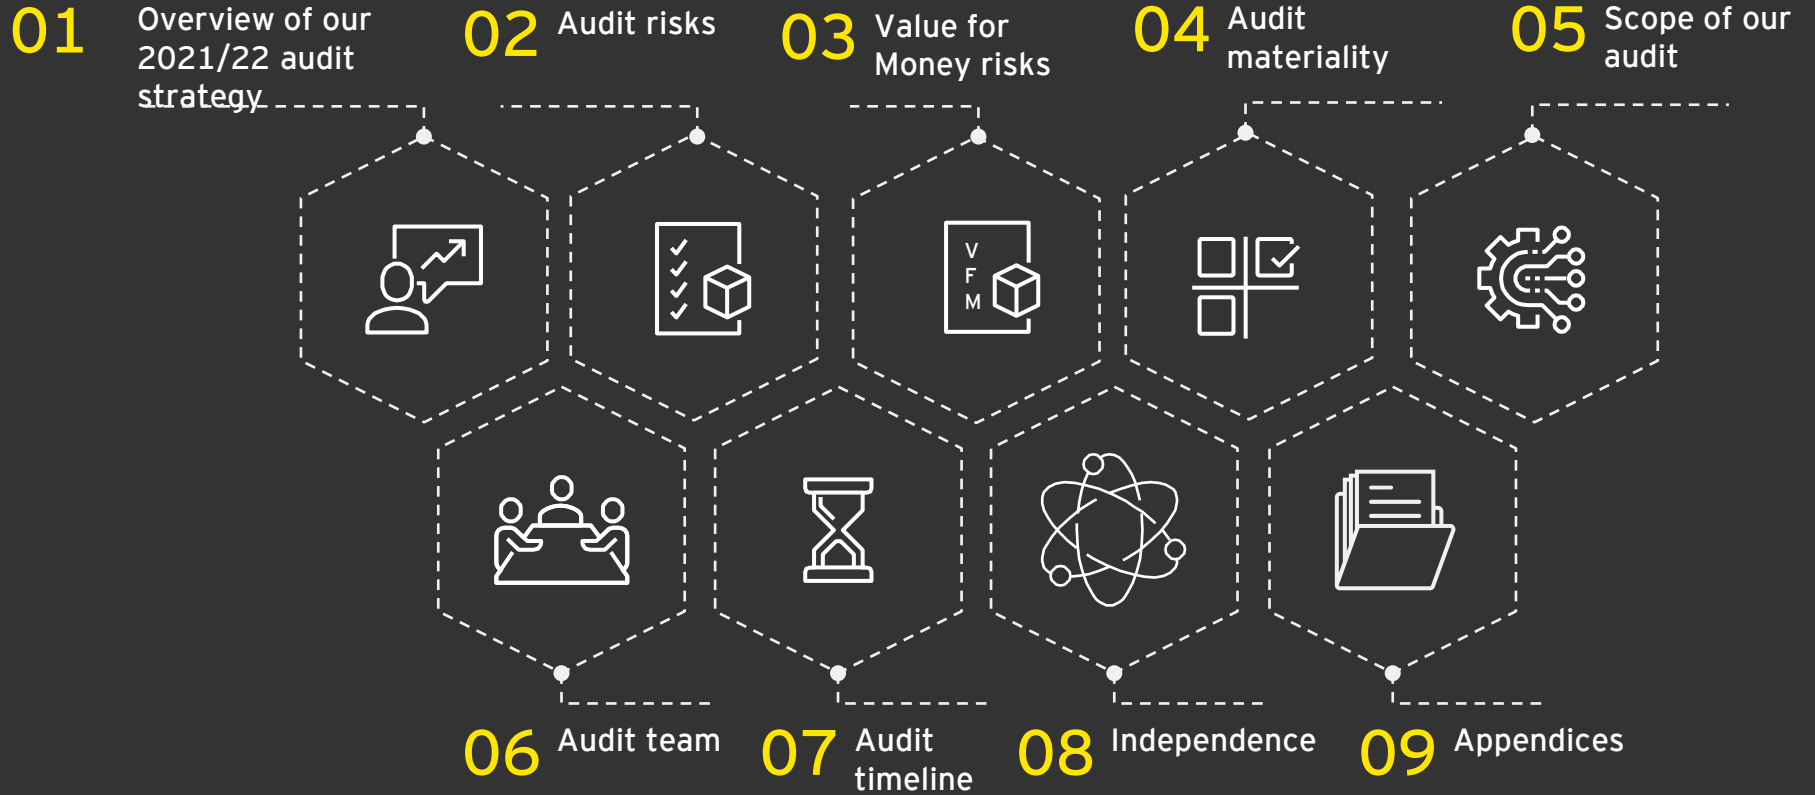 01 Overview of our
2021/22 audit
strategy
02 Audit risks
03 Value for
Money risks
04 Audit
materiality
05 Scope of our
audit
V
F
M
06 Audit team
07 Audit
timeline
08 Independence
09 Appendices